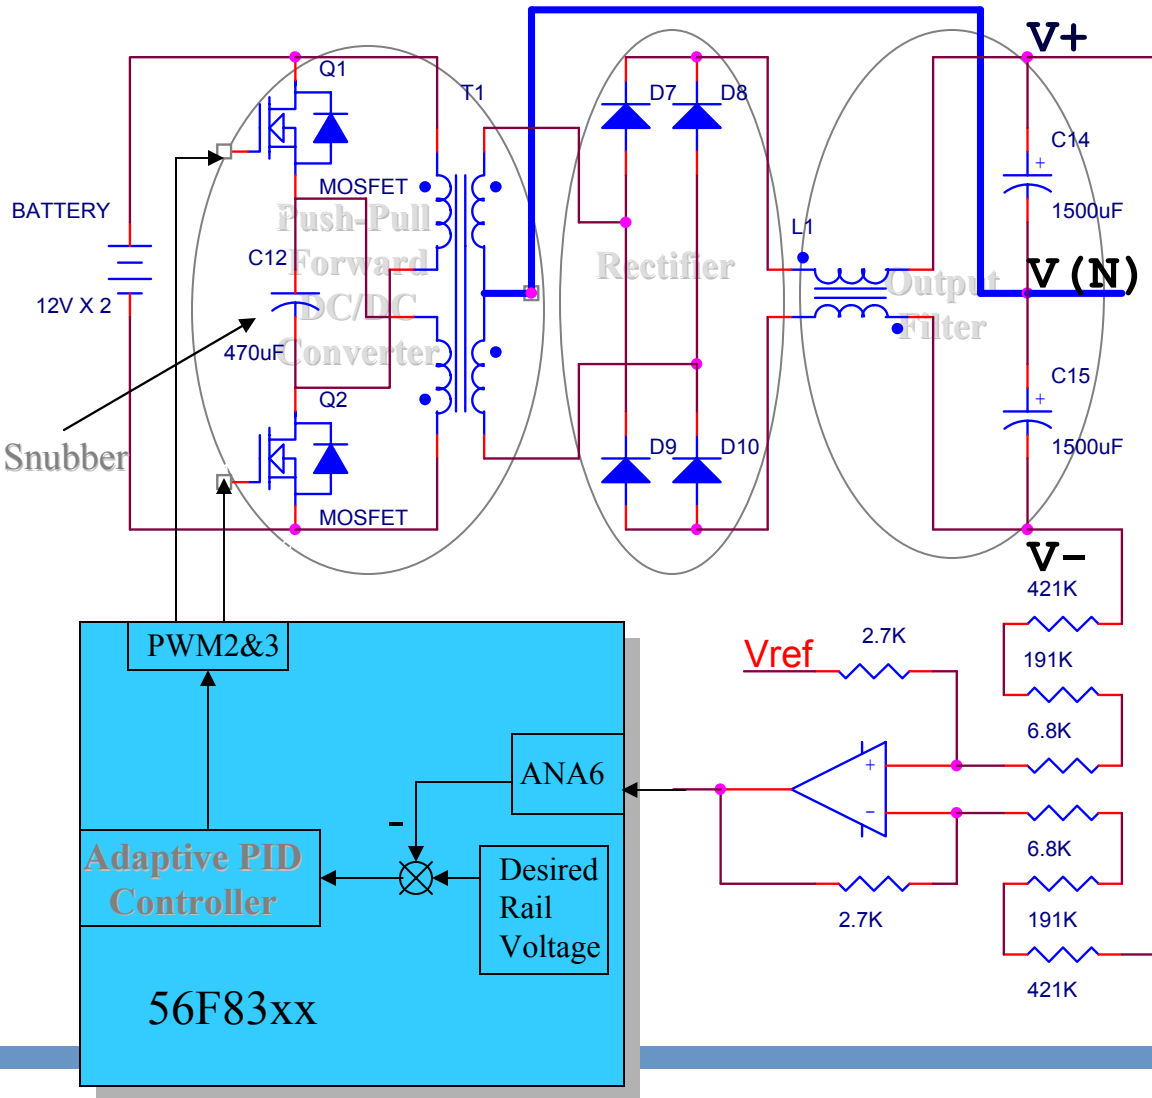 V+
Q1
D7
D8
T1
C14
+
MOSFET
BATTERY
Push-Pull
Forward
DC/DC
Converter
1500uF
L1
C12
Rectifier
V(N)
Output
Filter
12V X 2
470uF
C15
+
Q2
Snubber
D9
D10
1500uF
MOSFET
V-
421K
PWM2&3
Vref
2.7K
191K
6.8K
+
ANA6
-
-
Adaptive PID
Controller
Desired
Rail
Voltage
6.8K
2.7K
191K
421K
56F83xx